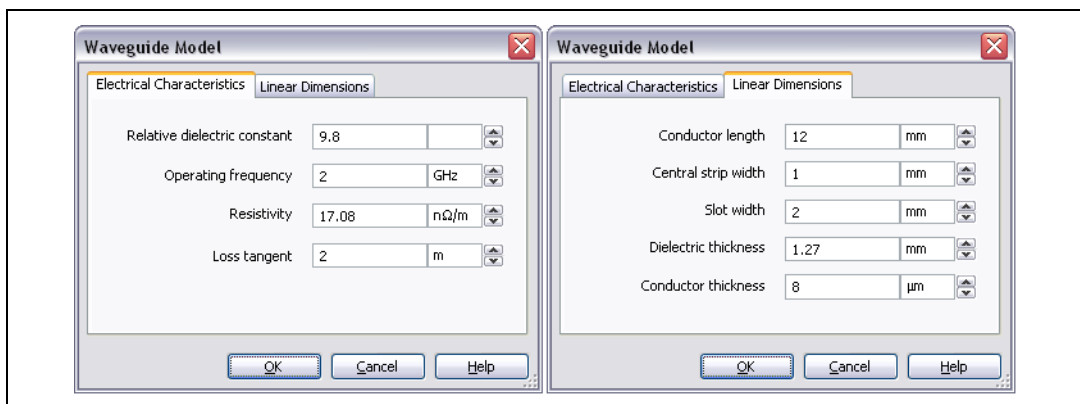 Waveguide Model
Electrical Characteristics Linear Dimensions
Relative dielectric constant 9.8
Operating frequency 2 GHz
Resistivity 17.08 nΩ/m
Loss tangent 2 m
OK Cancel Help
Waveguide Model
Electrical Characteristics Linear Dimensions
Conductor length 12 mm
Central strip width 1 mm
Slot width 2 mm
Dielectric thickness 1.27 mm
Conductor thickness 8 µm
OK Cancel Help